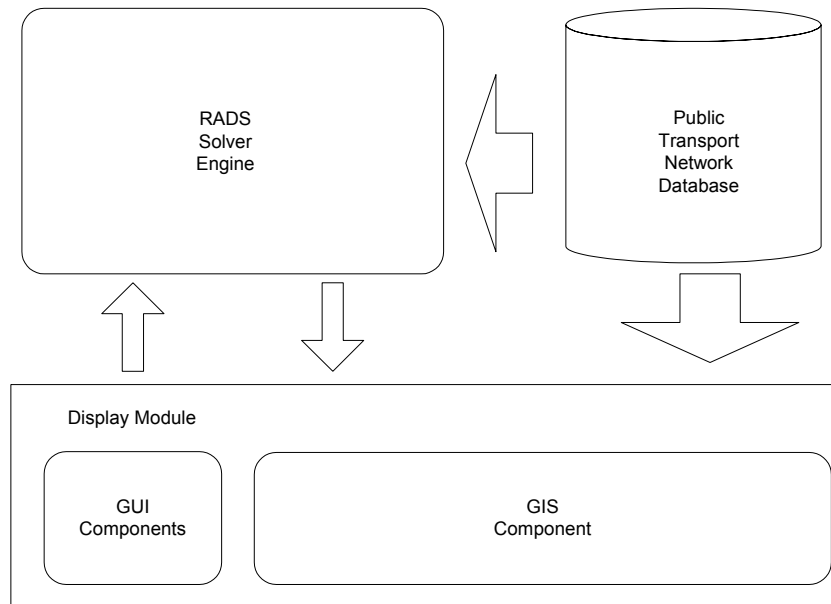 RADS
Solver
Engine
Public
Transport
Network
Database
Display Module
GUI
Components
GIS
Component